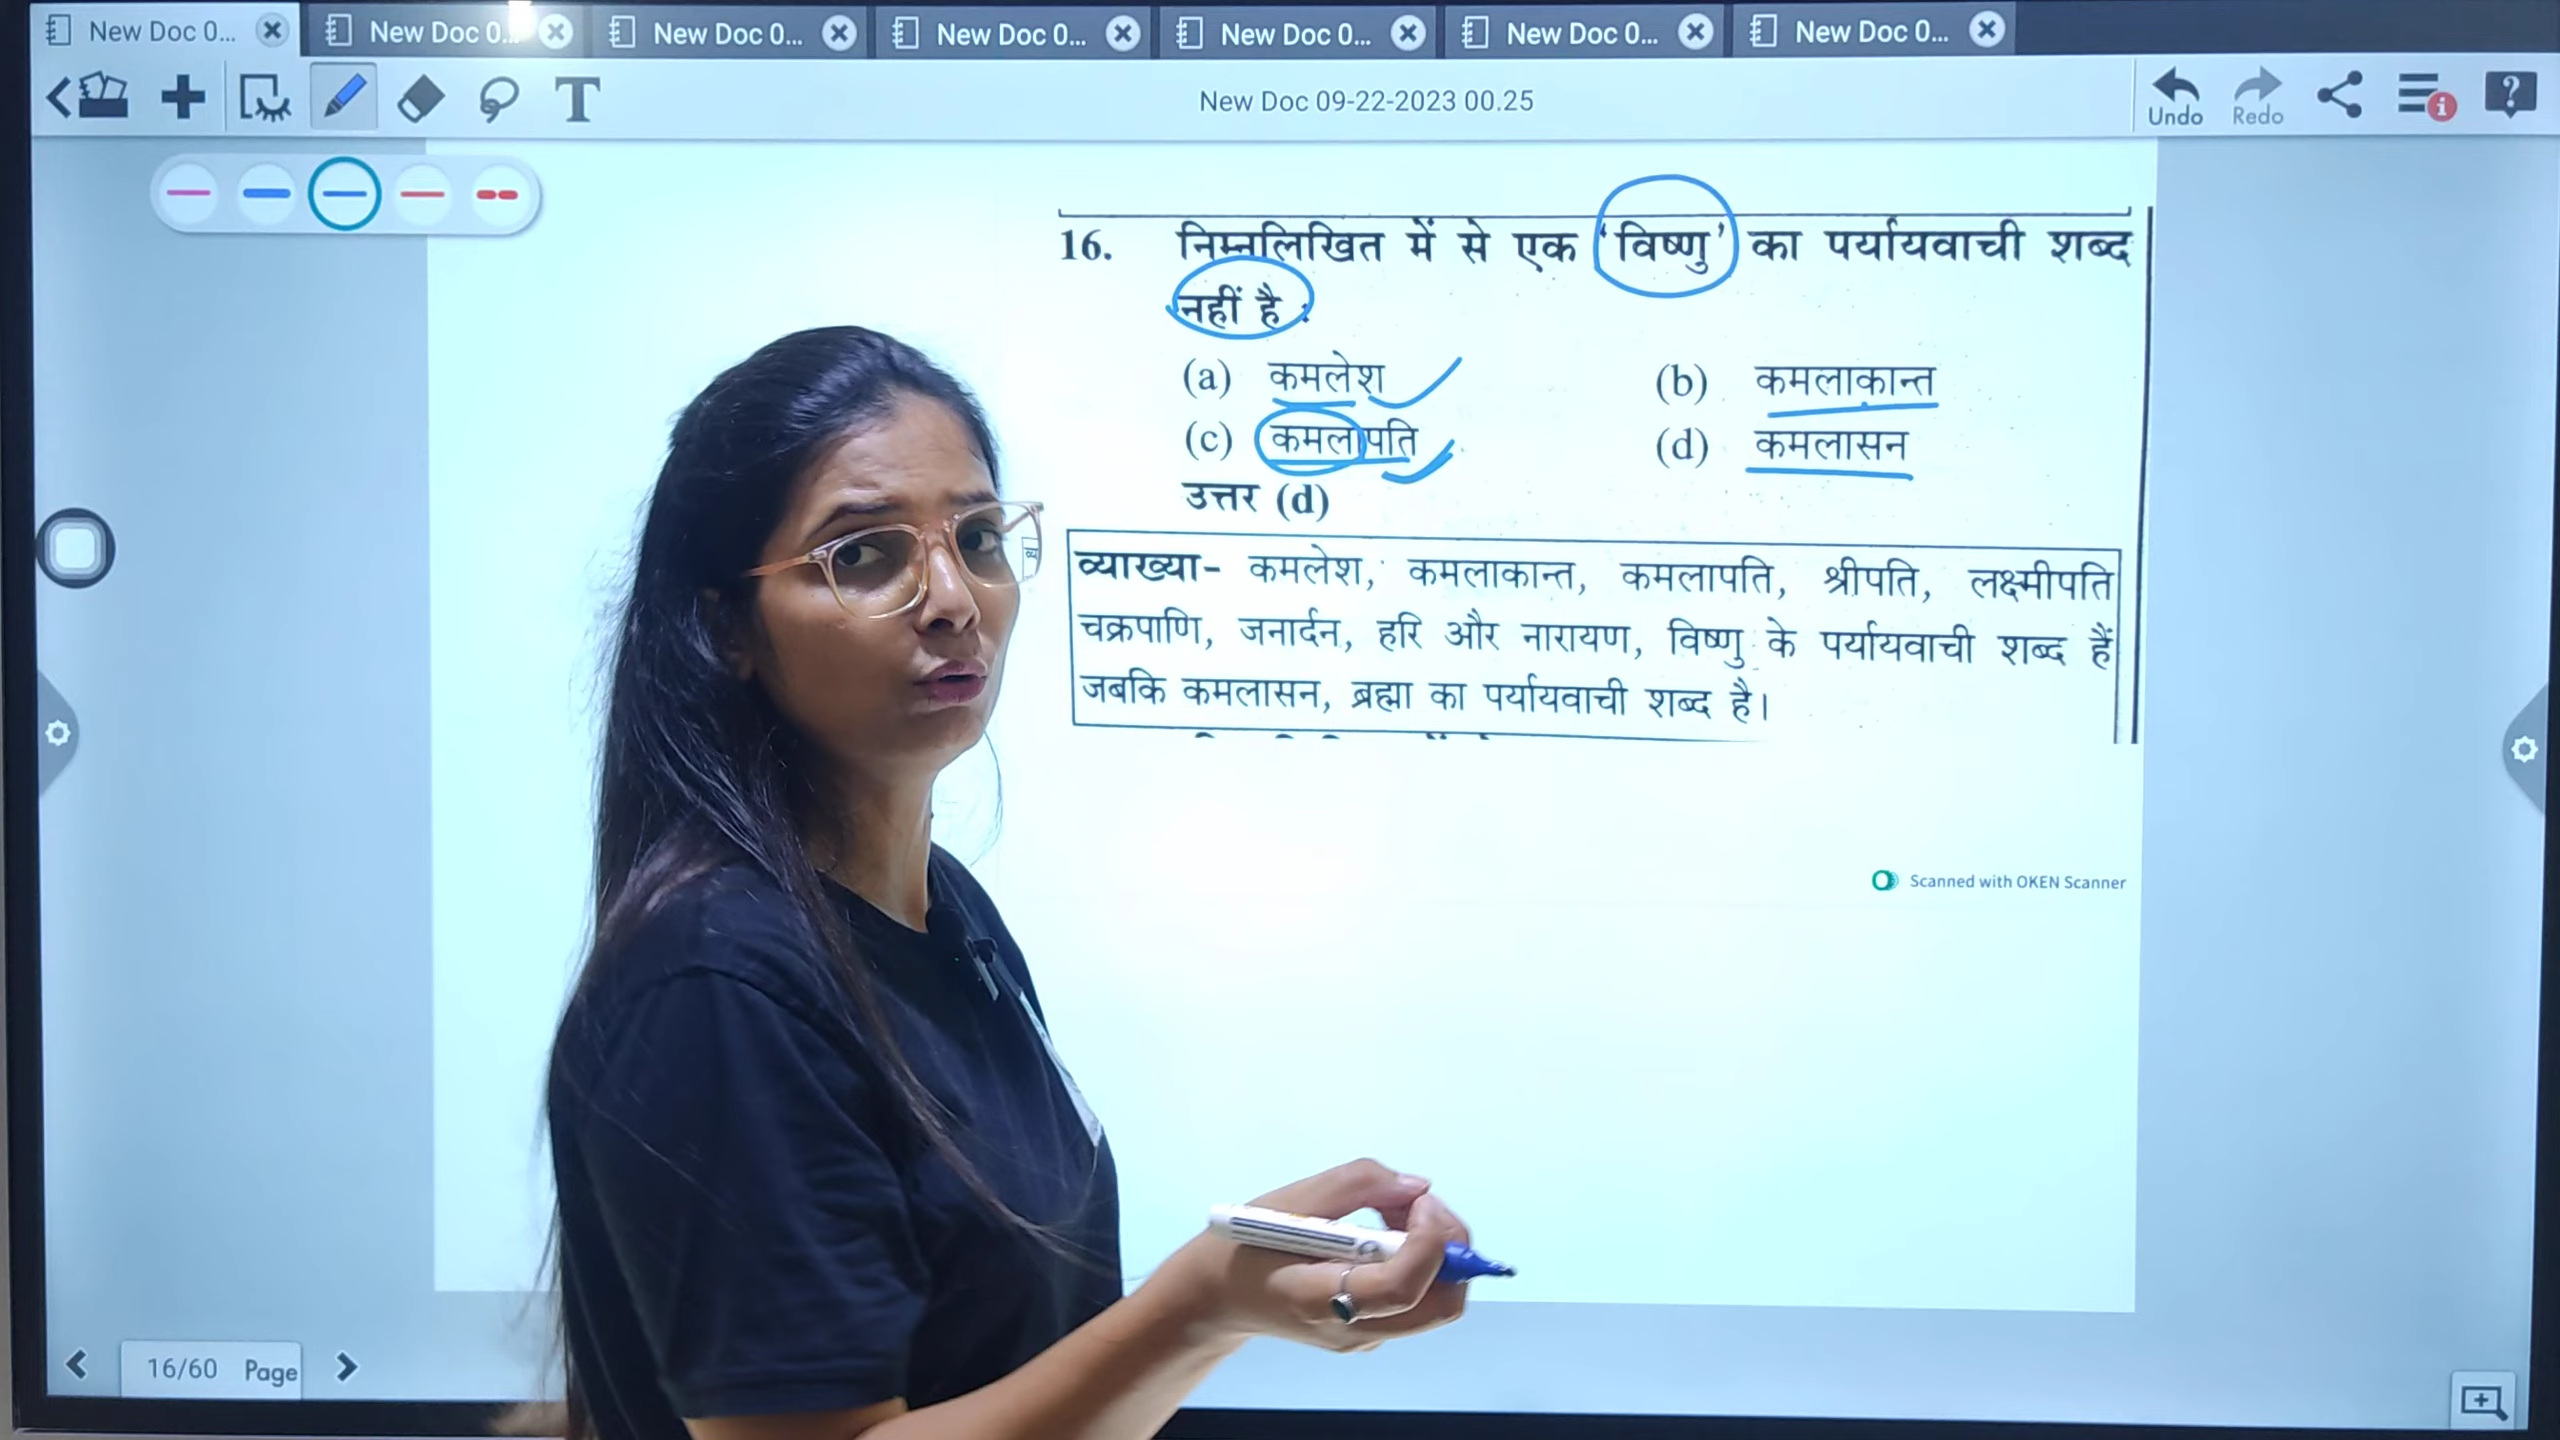 New Doc 0... New Doc 0... New Doc 0... New Doc 0... New Doc 0... New Doc 0... New Doc 0...
T
New Doc 09-22-2023 00.25
Undo Redo
16. निम्नलिखित में से एक 'विष्णु' का पर्यायवाची शब्द
नहीं है :
(a) कमलेश (b) कमलाकान्त
(c) कमलापति (d) कमलासन
उत्तर (d)
व्याख्या- कमलेश, कमलाकान्त, कमलापति, श्रीपति, लक्ष्मीपति
चक्रपाणि, जनार्दन, हरि और नारायण, विष्णु के पर्यायवाची शब्द हैं
जबकि कमलासन, ब्रह्मा का पर्यायवाची शब्द है।
Scanned with OKEN Scanner
16/60 Page